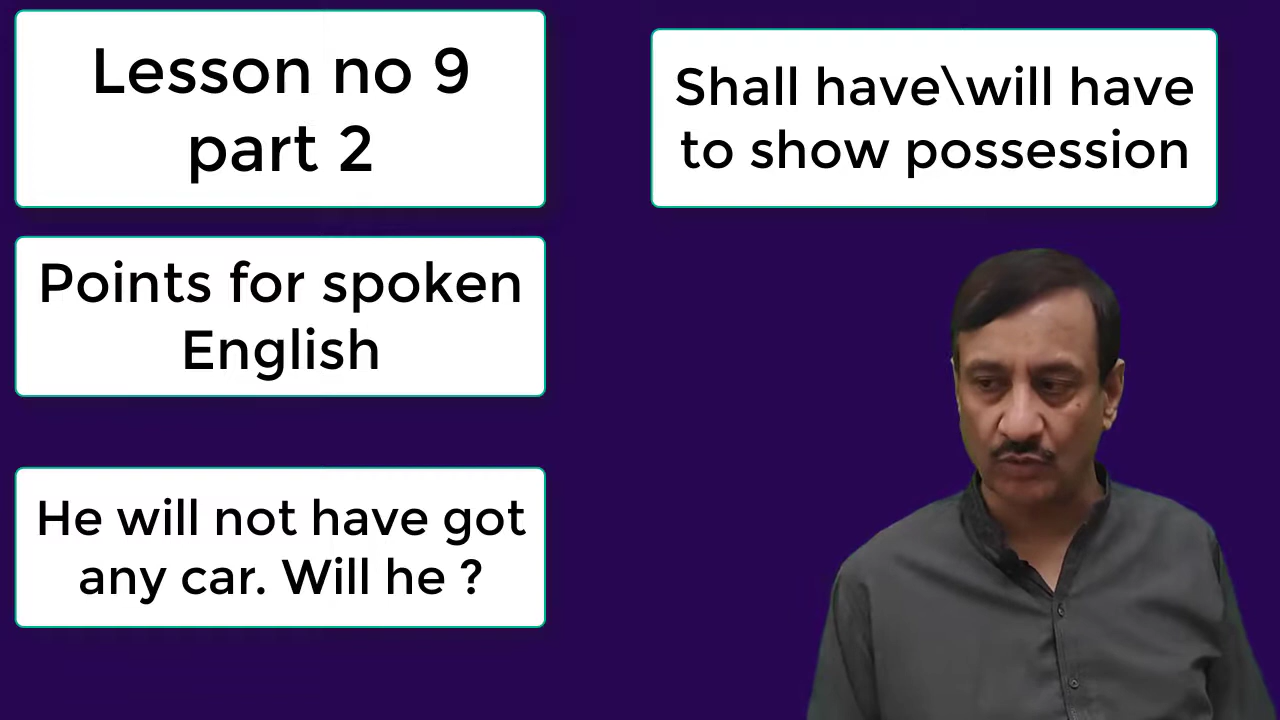 Lesson no 9
part 2
Shall have\will have
to show possession
Points for spoken
English
He will not have got
any car. Will he ?